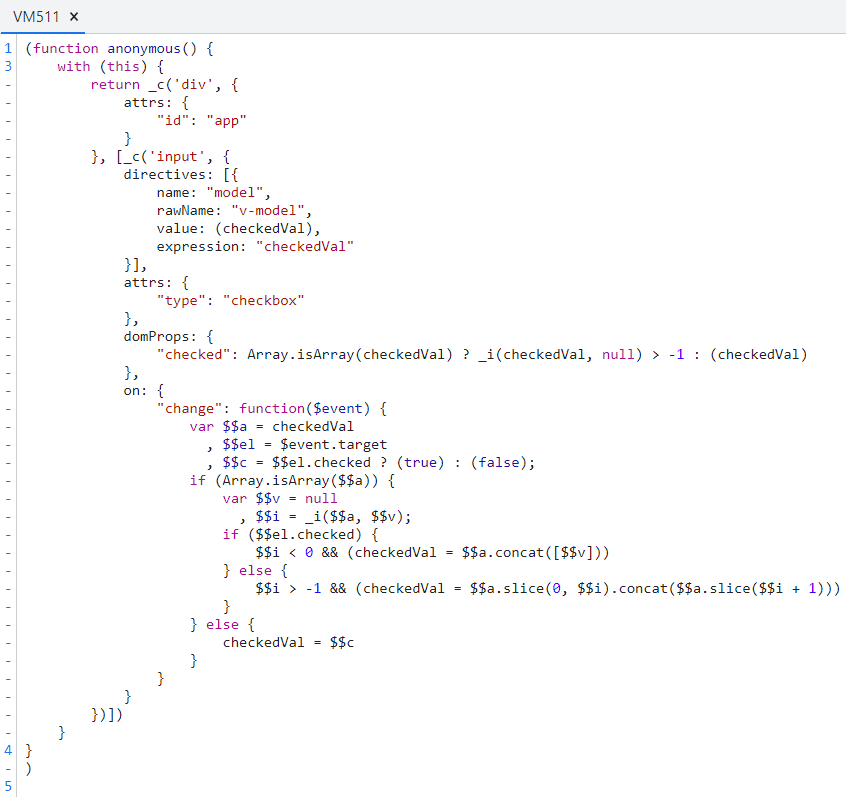 VM511 ×
1 (function anonymous() {
3     with (this) {
-         return _c('div', {
-             attrs: {
-                 "id": "app"
-             }
-         }, [_c('input', {
-             directives: [{
-                 name: "model",
-                 rawName: "v-model",
-                 value: (checkedVal),
-                 expression: "checkedVal"
-             }],
-             attrs: {
-                 "type": "checkbox"
-             },
-             domProps: {
-                 "checked": Array.isArray(checkedVal) ? _i(checkedVal, null) > -1 : (checkedVal)
-             },
-             on: {
-                 "change": function($event) {
-                     var $$a = checkedVal
-                       , $$el = $event.target
-                       , $$c = $$el.checked ? (true) : (false);
-                     if (Array.isArray($$a)) {
-                         var $$v = null
-                           , $$i = _i($$a, $$v);
-                         if ($$el.checked) {
-                             $$i < 0 && (checkedVal = $$a.concat([$$v]))
-                         } else {
-                             $$i > -1 && (checkedVal = $$a.slice(0, $$i).concat($$a.slice($$i + 1)))
-                         }
-                     } else {
-                         checkedVal = $$c
-                     }
-                 }
-             }
-         })])
-     }
4 }
- )
5